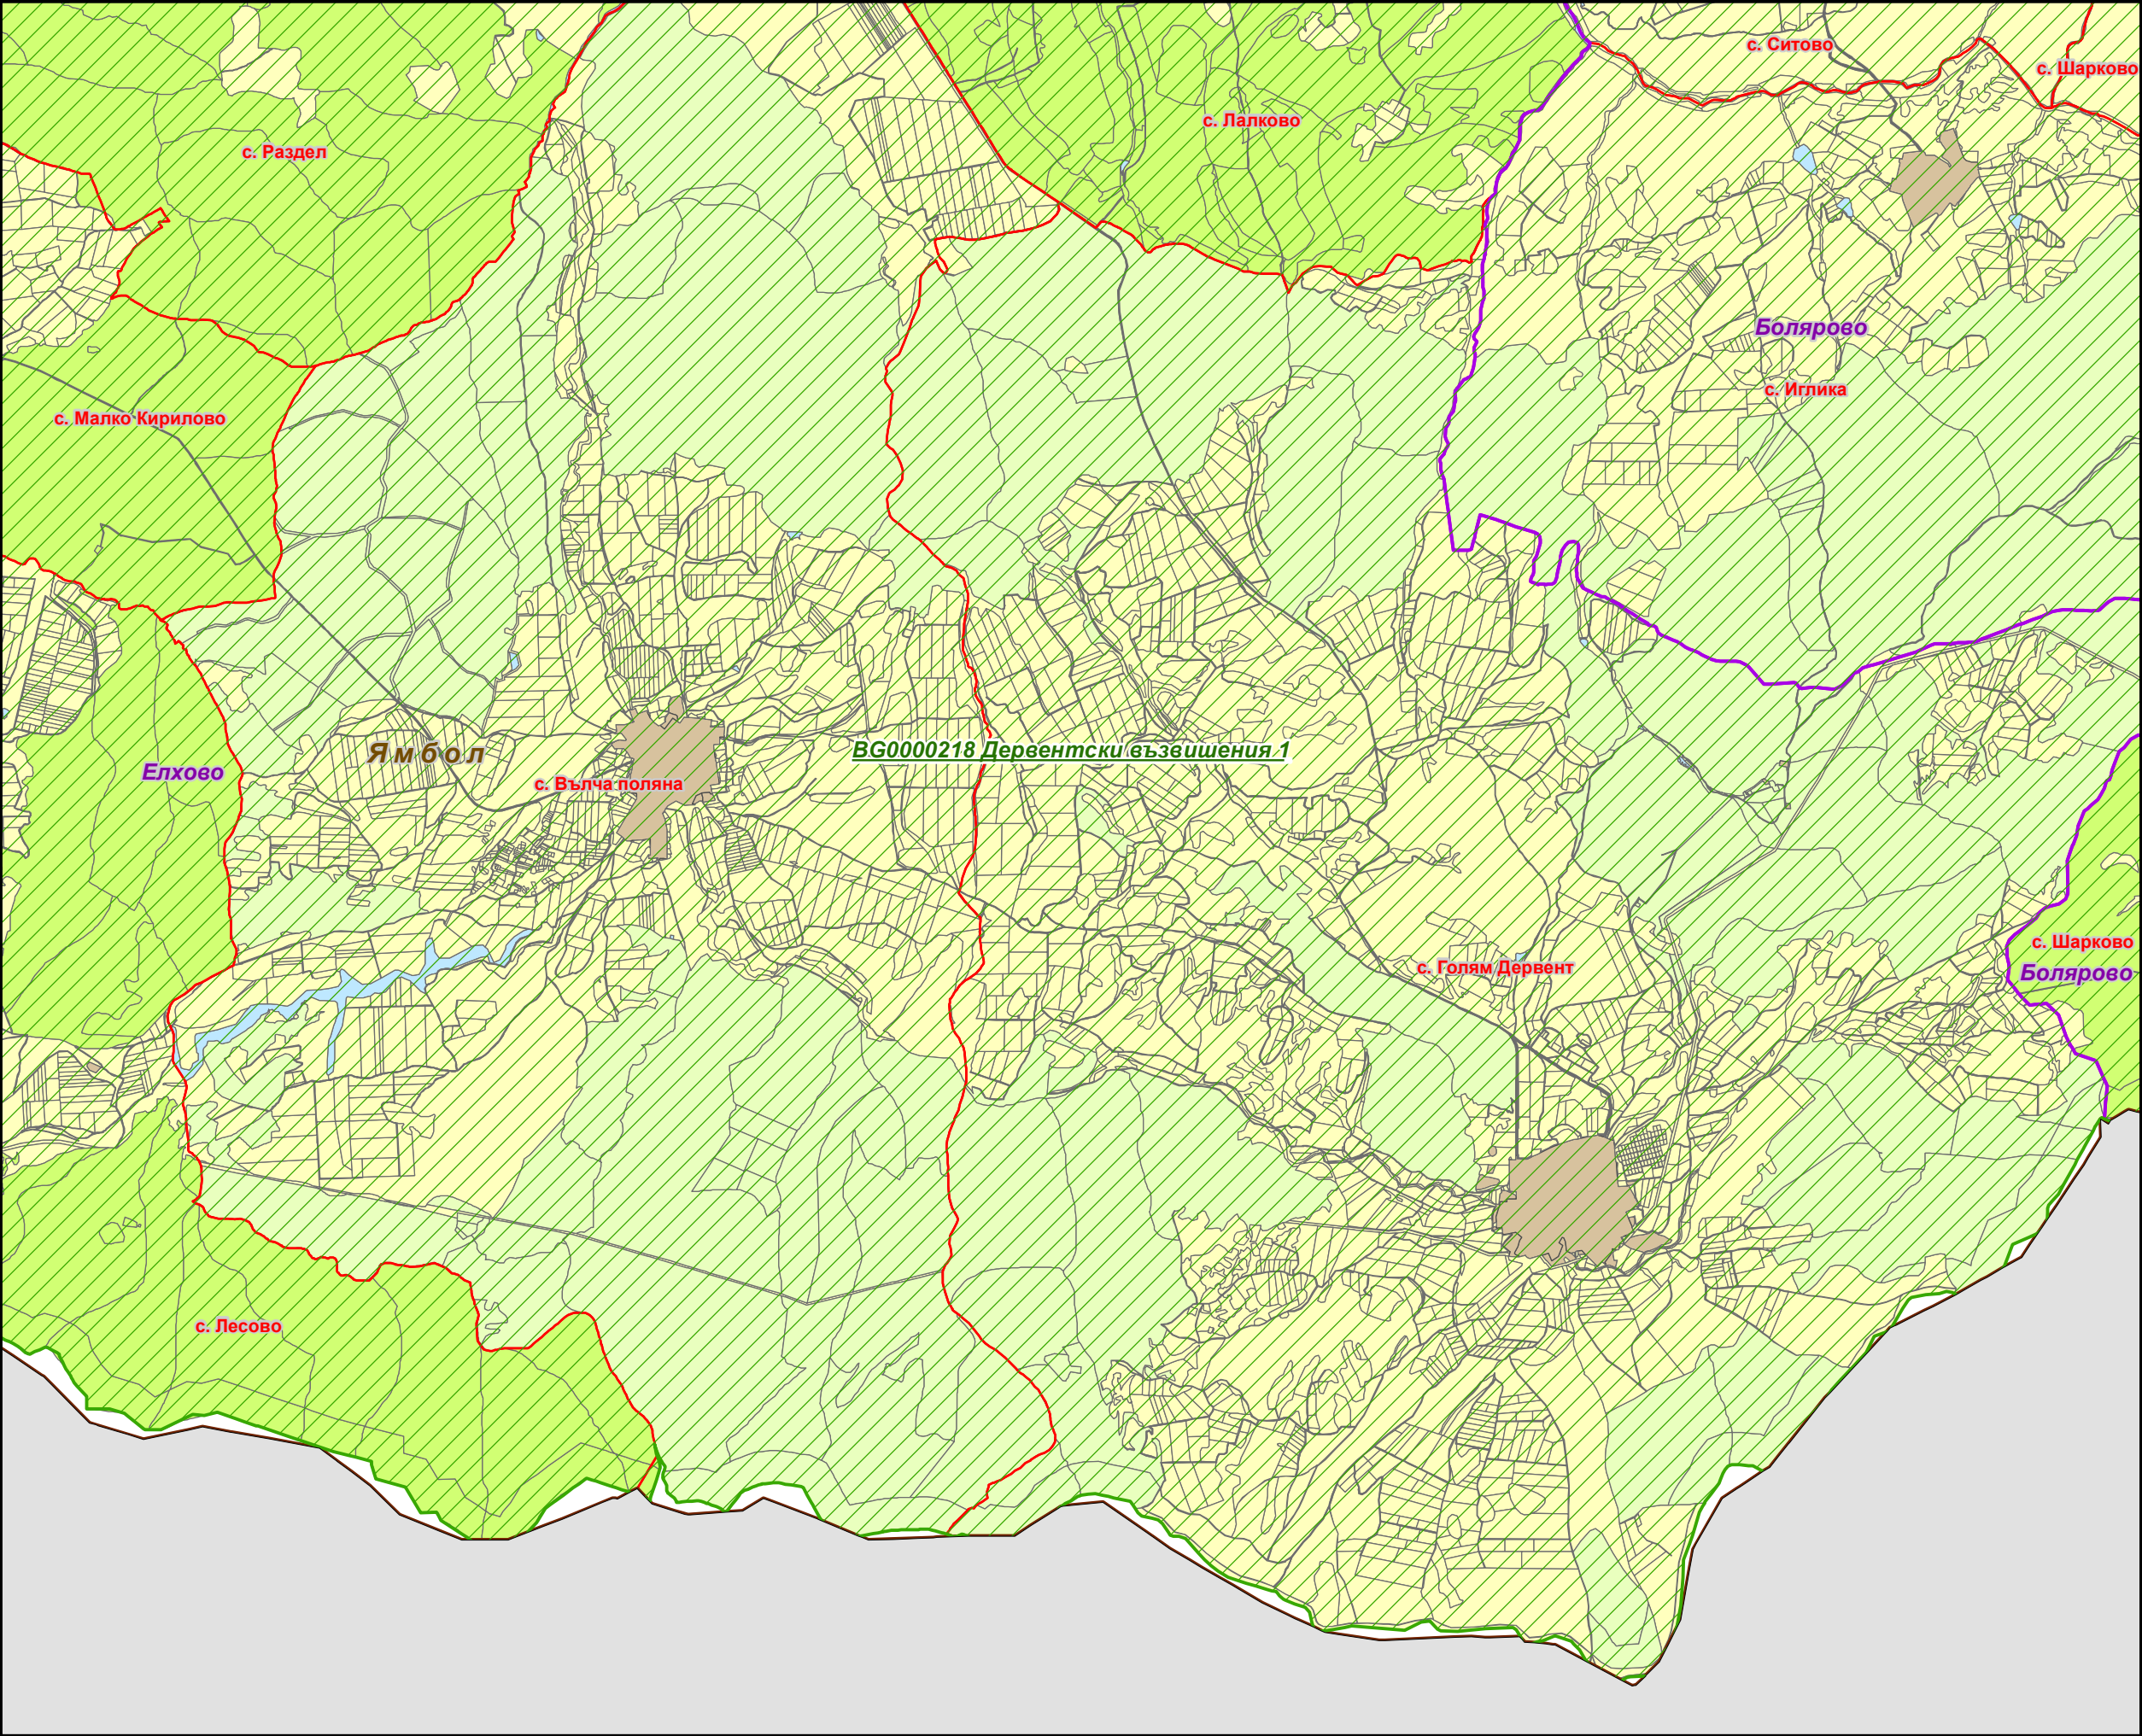 с. Ситово
с. Шарково
с. Лалково
с. Раздел
Болярово
с. Иглика
с. Малко Кирилово
BG0000218 Дервентски възвишения 1
Ямбол
Елхово
с. Вълча поляна
с. Шарково
с. Голям Дервент
Болярово
с. Лесово